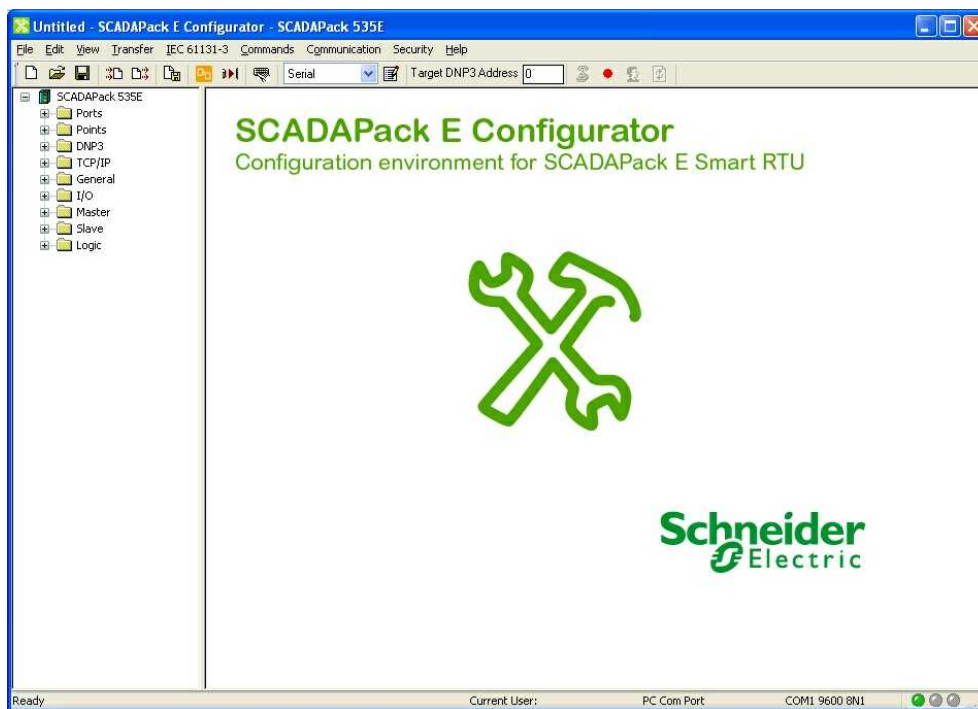 Untitled - SCADAPack E Configurator - SCADAPack 535E
File Edit View Transfer IEC 61131-3 Commands Communication Security Help
Serial Target DNP3 Address 0
SCADAPack 535E
Ports
Points
DNP3
TCP/IP
General
I/O
Master
Slave
Logic
SCADAPack E Configurator
Configuration environment for SCADAPack E Smart RTU
Schneider
Electric
Ready Current User: PC Com Port COM1 9600 8N1